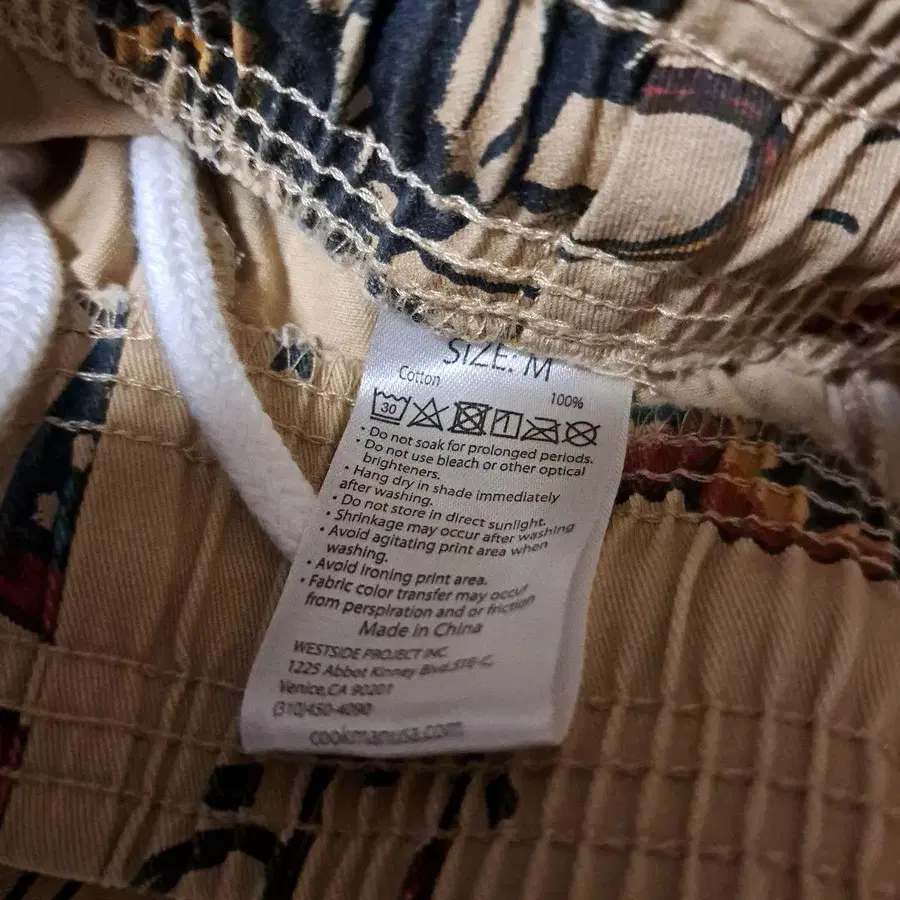 SIZE: M
Cotton 100%
30
• Do not soak for prolonged periods.
• Do not use bleach or other optical
brighteners.
• Hang dry in shade immediately
after washing.
• Do not store in direct sunlight.
• Shrinkage may occur after washing
• Avoid agitating print area when
washing.
• Avoid ironing print area.
• Fabric color transfer may occur
from perspiration and or friction
Made in China
WESTSIDE PROJECT INC.
1225 Abbot Kinney Blvd.STE-C,
Venice,CA 90201
(310)450-4090
cookmanusa.com